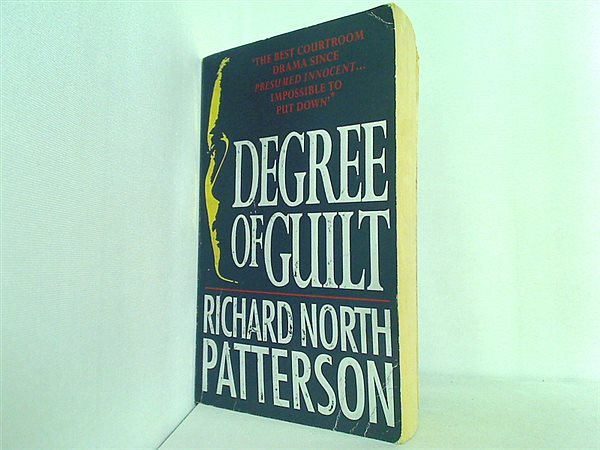 'THE BEST COURTROOM
DRAMA SINCE
PRESUMED INNOCENT...
IMPOSSIBLE TO
PUT DOWN'*
DEGREE
OF GUILT
RICHARD NORTH
PATTERSON